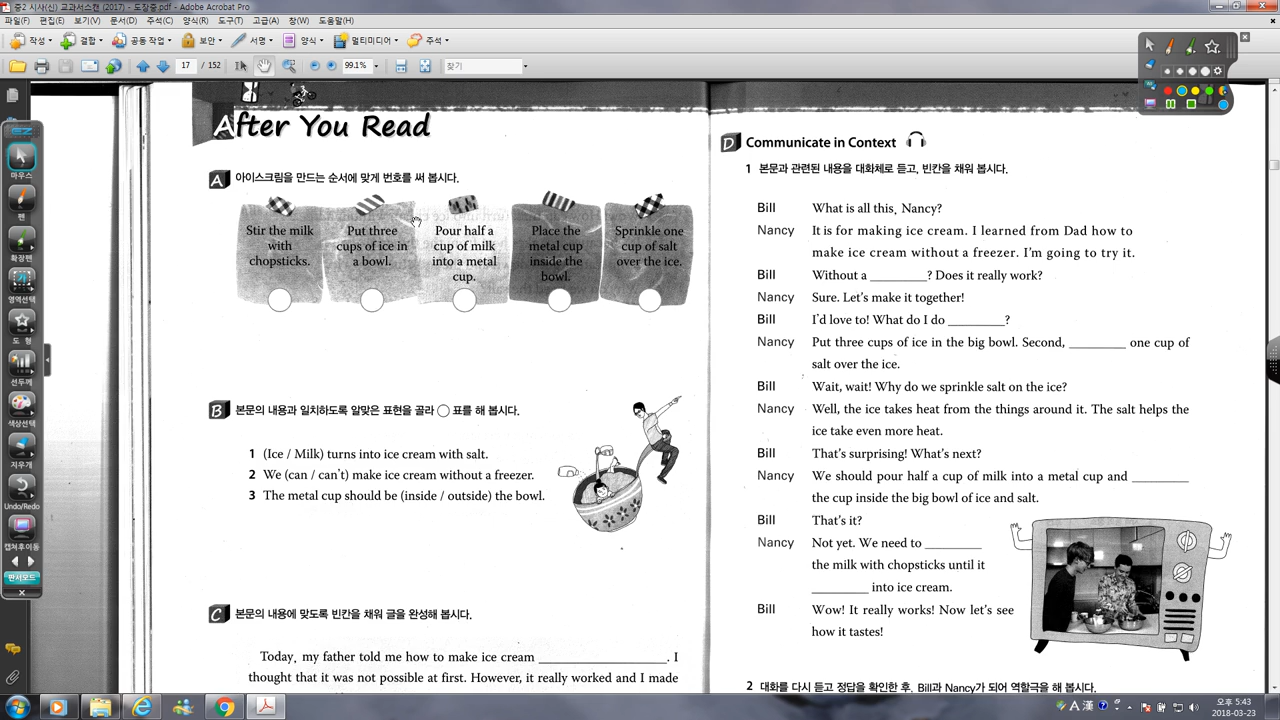 중2 시사(신) 교과서스캔 (2017) - 도장중.pdf - Adobe Acrobat Pro
파일(F) 편집(E) 보기(V) 문서(D) 주석(C) 양식(R) 도구(T) 고급(A) 창(W) 도움말(H)
작성 결합 공동 작업 보안 서명 양식 멀티미디어 주석
17 / 152 99.1% 찾기
마우스
펜
확장펜
영역선택
도 형
선두께
색상선택
지우개
Undo/Redo
캡쳐후이동
판서모드
After You Read
A 아이스크림을 만드는 순서에 맞게 번호를 써 봅시다.
Stir the milk with chopsticks.
Put three cups of ice in a bowl.
Pour half a cup of milk into a metal cup.
Place the metal cup inside the bowl.
Sprinkle one cup of salt over the ice.
B 본문의 내용과 일치하도록 알맞은 표현을 골라 ○ 표를 해 봅시다.
1 (Ice / Milk) turns into ice cream with salt.
2 We (can / can't) make ice cream without a freezer.
3 The metal cup should be (inside / outside) the bowl.
C 본문의 내용에 맞도록 빈칸을 채워 글을 완성해 봅시다.
Today, my father told me how to make ice cream ____________. I
thought that it was not possible at first. However, it really worked and I made
D Communicate in Context
1 본문과 관련된 내용을 대화체로 듣고, 빈칸을 채워 봅시다.
Bill What is all this, Nancy?
Nancy It is for making ice cream. I learned from Dad how to
make ice cream without a freezer. I'm going to try it.
Bill Without a ________? Does it really work?
Nancy Sure. Let's make it together!
Bill I'd love to! What do I do ________?
Nancy Put three cups of ice in the big bowl. Second, ________ one cup of
salt over the ice.
Bill Wait, wait! Why do we sprinkle salt on the ice?
Nancy Well, the ice takes heat from the things around it. The salt helps the
ice take even more heat.
Bill That's surprising! What's next?
Nancy We should pour half a cup of milk into a metal cup and ________
the cup inside the big bowl of ice and salt.
Bill That's it?
Nancy Not yet. We need to ________
the milk with chopsticks until it
________ into ice cream.
Bill Wow! It really works! Now let's see
how it tastes!
2 대화를 다시 듣고 정답을 확인한 후, Bill과 Nancy가 되어 역할극을 해 봅시다.
A 漢
오후 5:43
2018-03-23